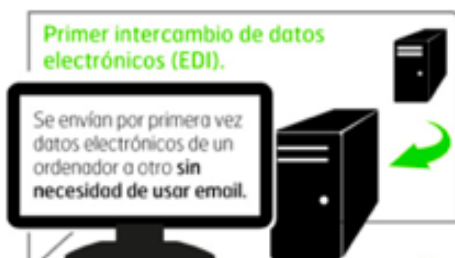 Primer intercambio de datos
electrónicos (EDI).
Se envían por primera vez
datos electrónicos de un
ordenador a otro sin
necesidad de usar email.